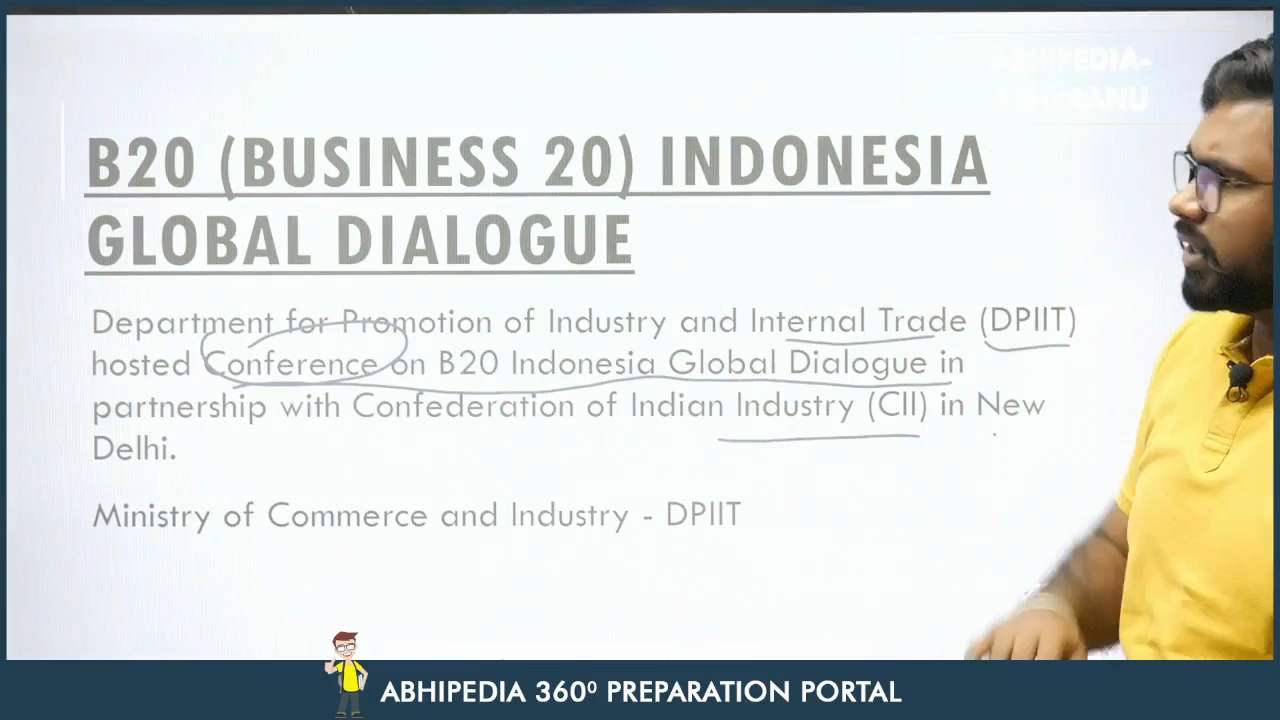 B20 (BUSINESS 20) INDONESIA
GLOBAL DIALOGUE
Department for Promotion of Industry and Internal Trade (DPIIT)
hosted Conference on B20 Indonesia Global Dialogue in
partnership with Confederation of Indian Industry (CII) in New
Delhi.
Ministry of Commerce and Industry - DPIIT
ABHIPEDIA 360⁰ PREPARATION PORTAL